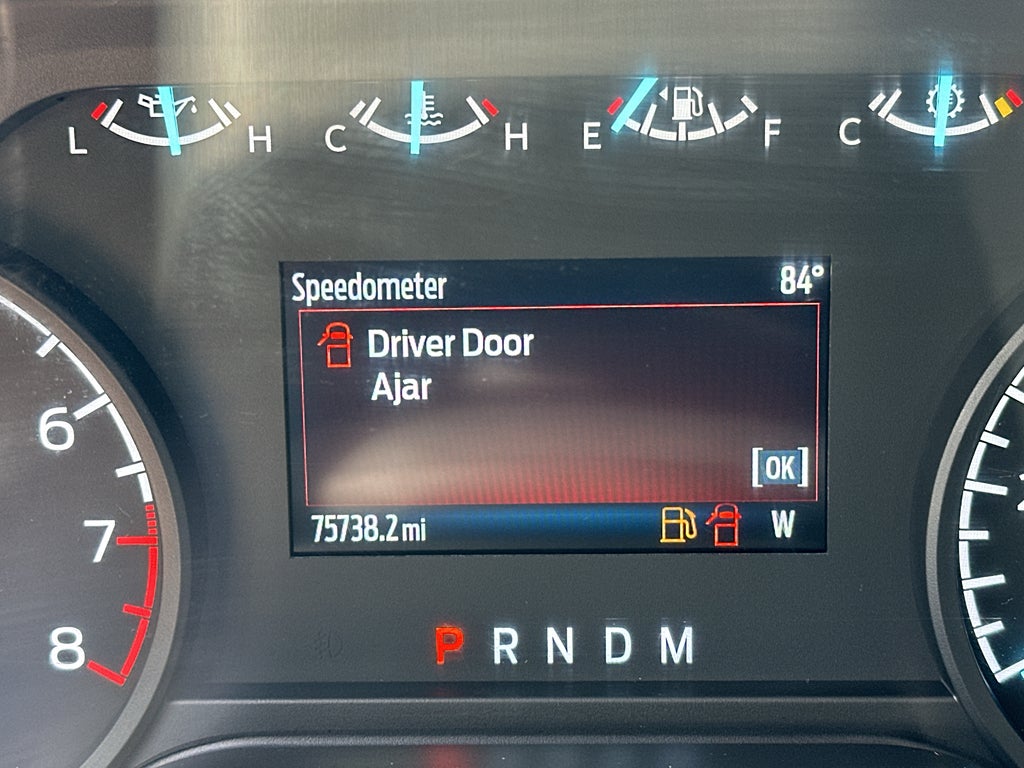 L H C H E F C
Speedometer 84°
Driver Door
Ajar
[OK]
75738.2 mi W
6
7
8
P R N D M